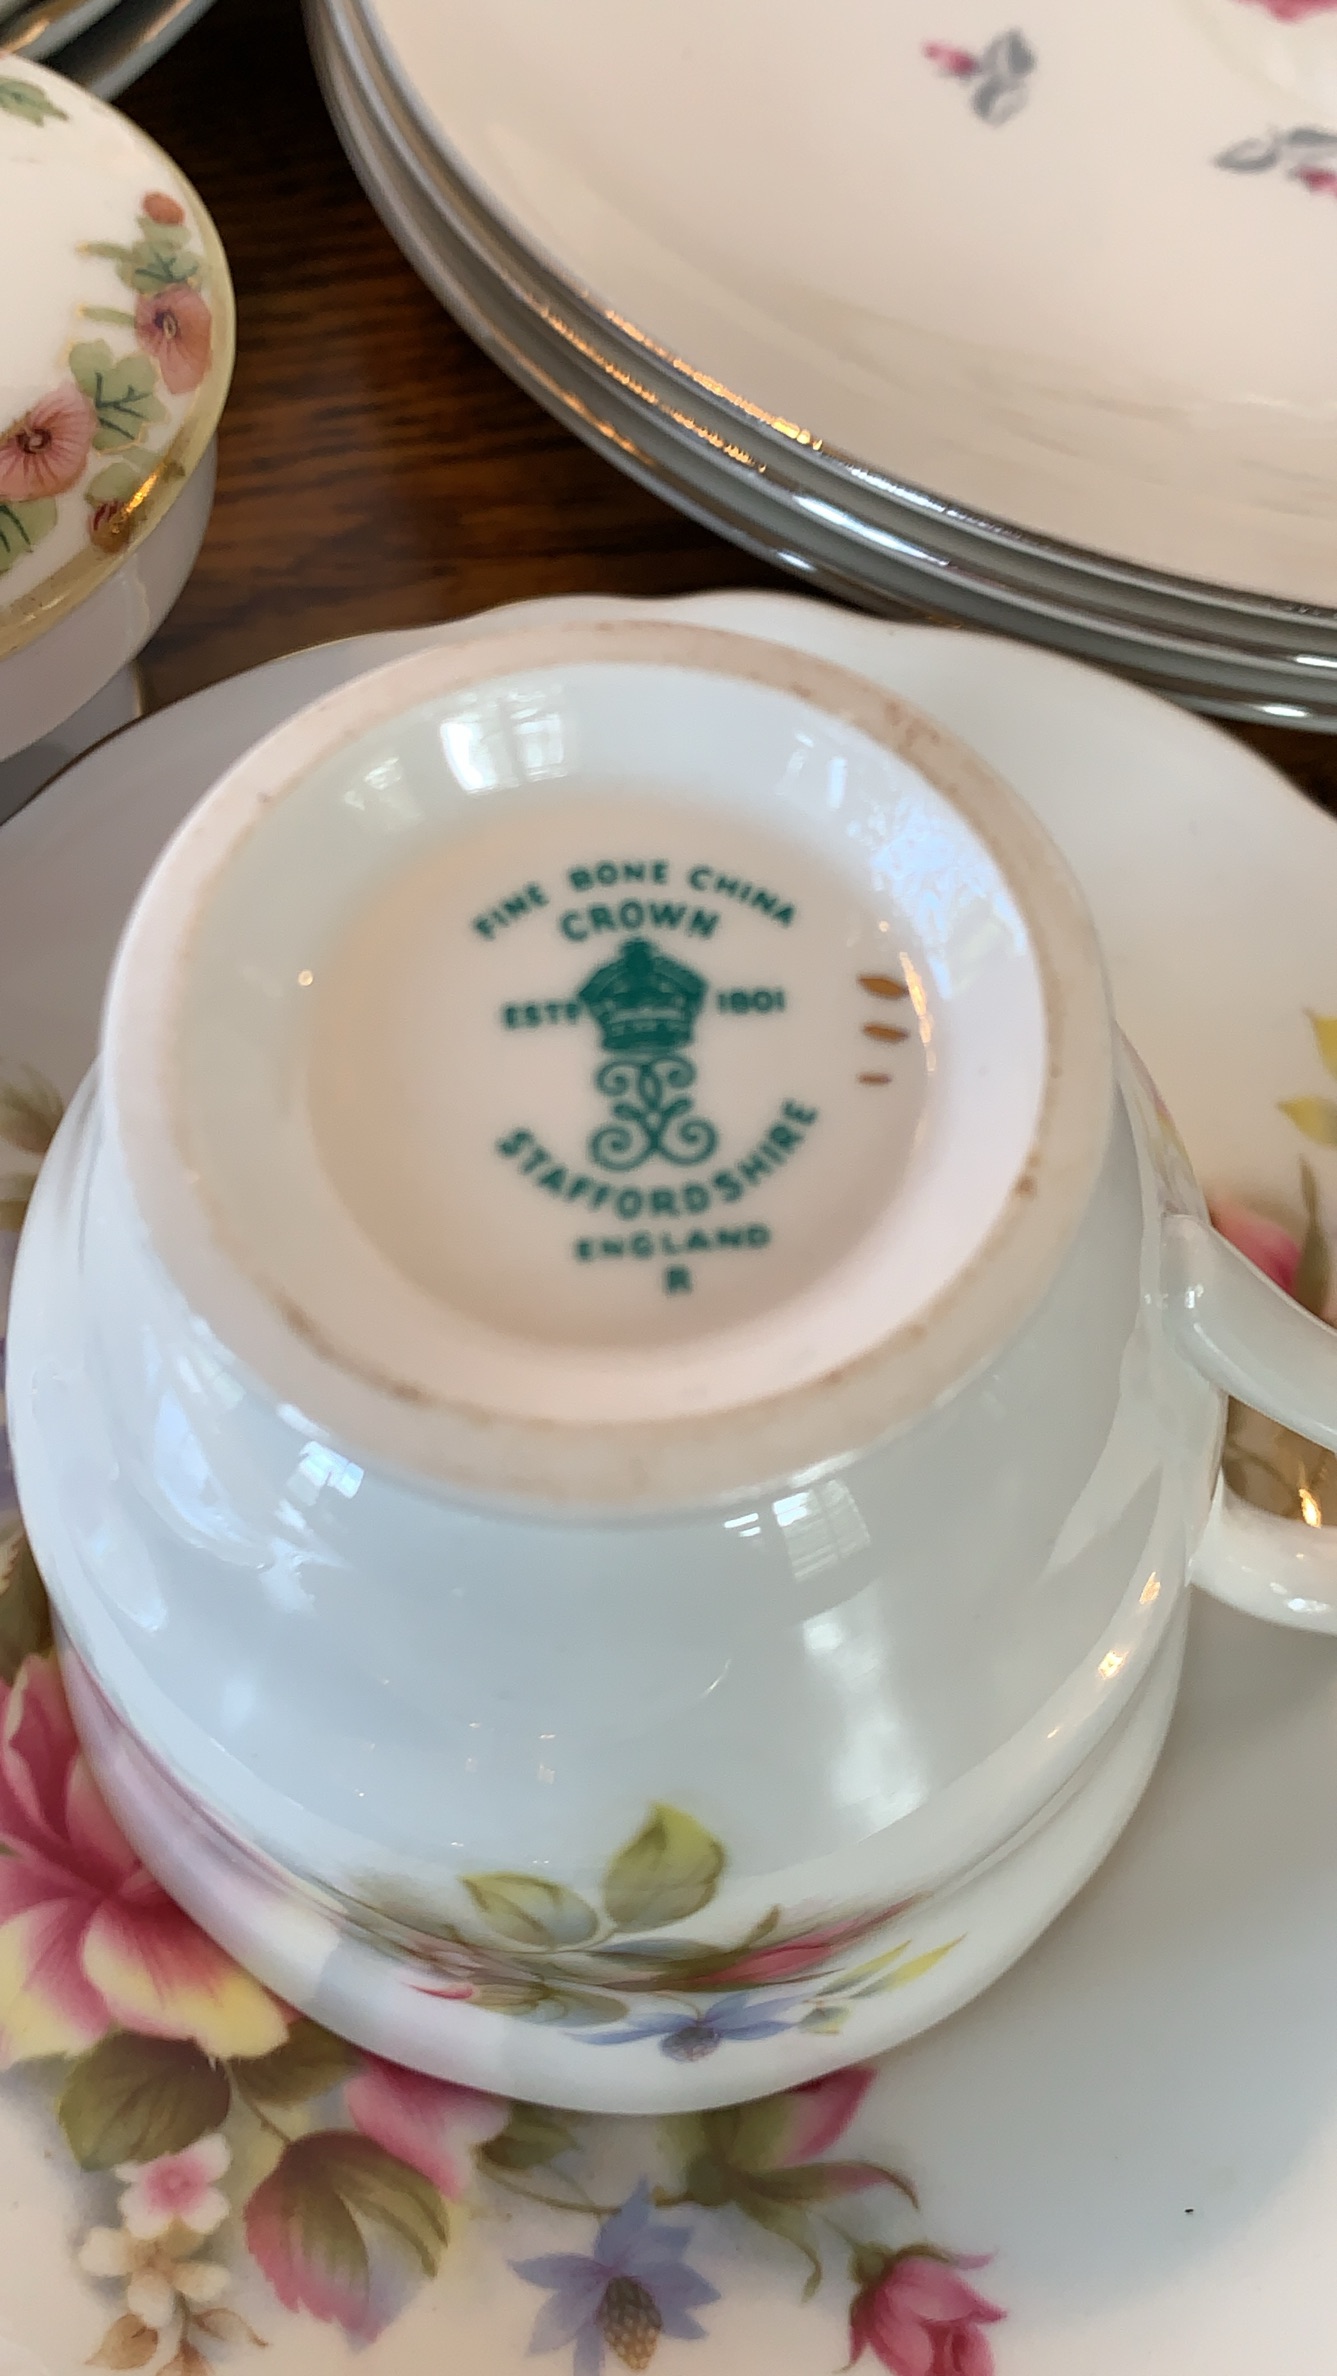 FINE BONE CHINA
CROWN
ESTD 1801
STAFFORDSHIRE
ENGLAND
R